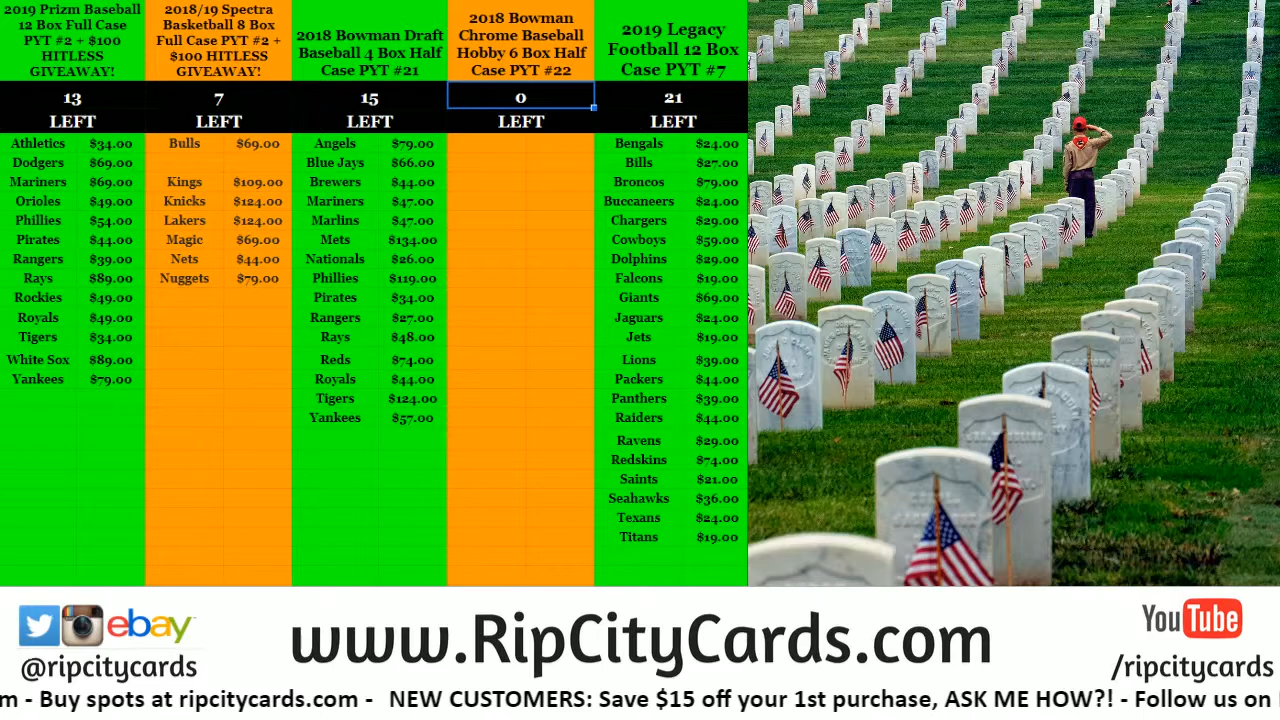 2019 Prizm Baseball
12 Box Full Case
PYT #2 + $100
HITLESS
GIVEAWAY!
13
LEFT
Athletics $34.00
Dodgers $69.00
Mariners $69.00
Orioles $49.00
Phillies $54.00
Pirates $44.00
Rangers $39.00
Rays $89.00
Rockies $49.00
Royals $49.00
Tigers $34.00
White Sox $89.00
Yankees $79.00
2018/19 Spectra
Basketball 8 Box
Full Case PYT #2 +
$100 HITLESS
GIVEAWAY!
7
LEFT
Bulls $69.00
Kings $109.00
Knicks $124.00
Lakers $124.00
Magic $69.00
Nets $44.00
Nuggets $79.00
2018 Bowman Draft
Baseball 4 Box Half
Case PYT #21
15
LEFT
Angels $79.00
Blue Jays $66.00
Brewers $44.00
Mariners $47.00
Marlins $47.00
Mets $134.00
Nationals $26.00
Phillies $119.00
Pirates $34.00
Rangers $27.00
Rays $48.00
Reds $74.00
Royals $44.00
Tigers $124.00
Yankees $57.00
2018 Bowman
Chrome Baseball
Hobby 6 Box Half
Case PYT #22
0
LEFT
2019 Legacy
Football 12 Box
Case PYT #7
21
LEFT
Bengals $24.00
Bills $27.00
Broncos $79.00
Buccaneers $24.00
Chargers $29.00
Cowboys $59.00
Dolphins $29.00
Falcons $19.00
Giants $69.00
Jaguars $24.00
Jets $19.00
Lions $39.00
Packers $44.00
Panthers $39.00
Raiders $44.00
Ravens $29.00
Redskins $74.00
Saints $21.00
Seahawks $36.00
Texans $24.00
Titans $19.00
ebay
@ripcitycards
www.RipCityCards.com
YouTube
/ripcitycards
m - Buy spots at ripcitycards.com - NEW CUSTOMERS: Save $15 off your 1st purchase, ASK ME HOW?! - Follow us on